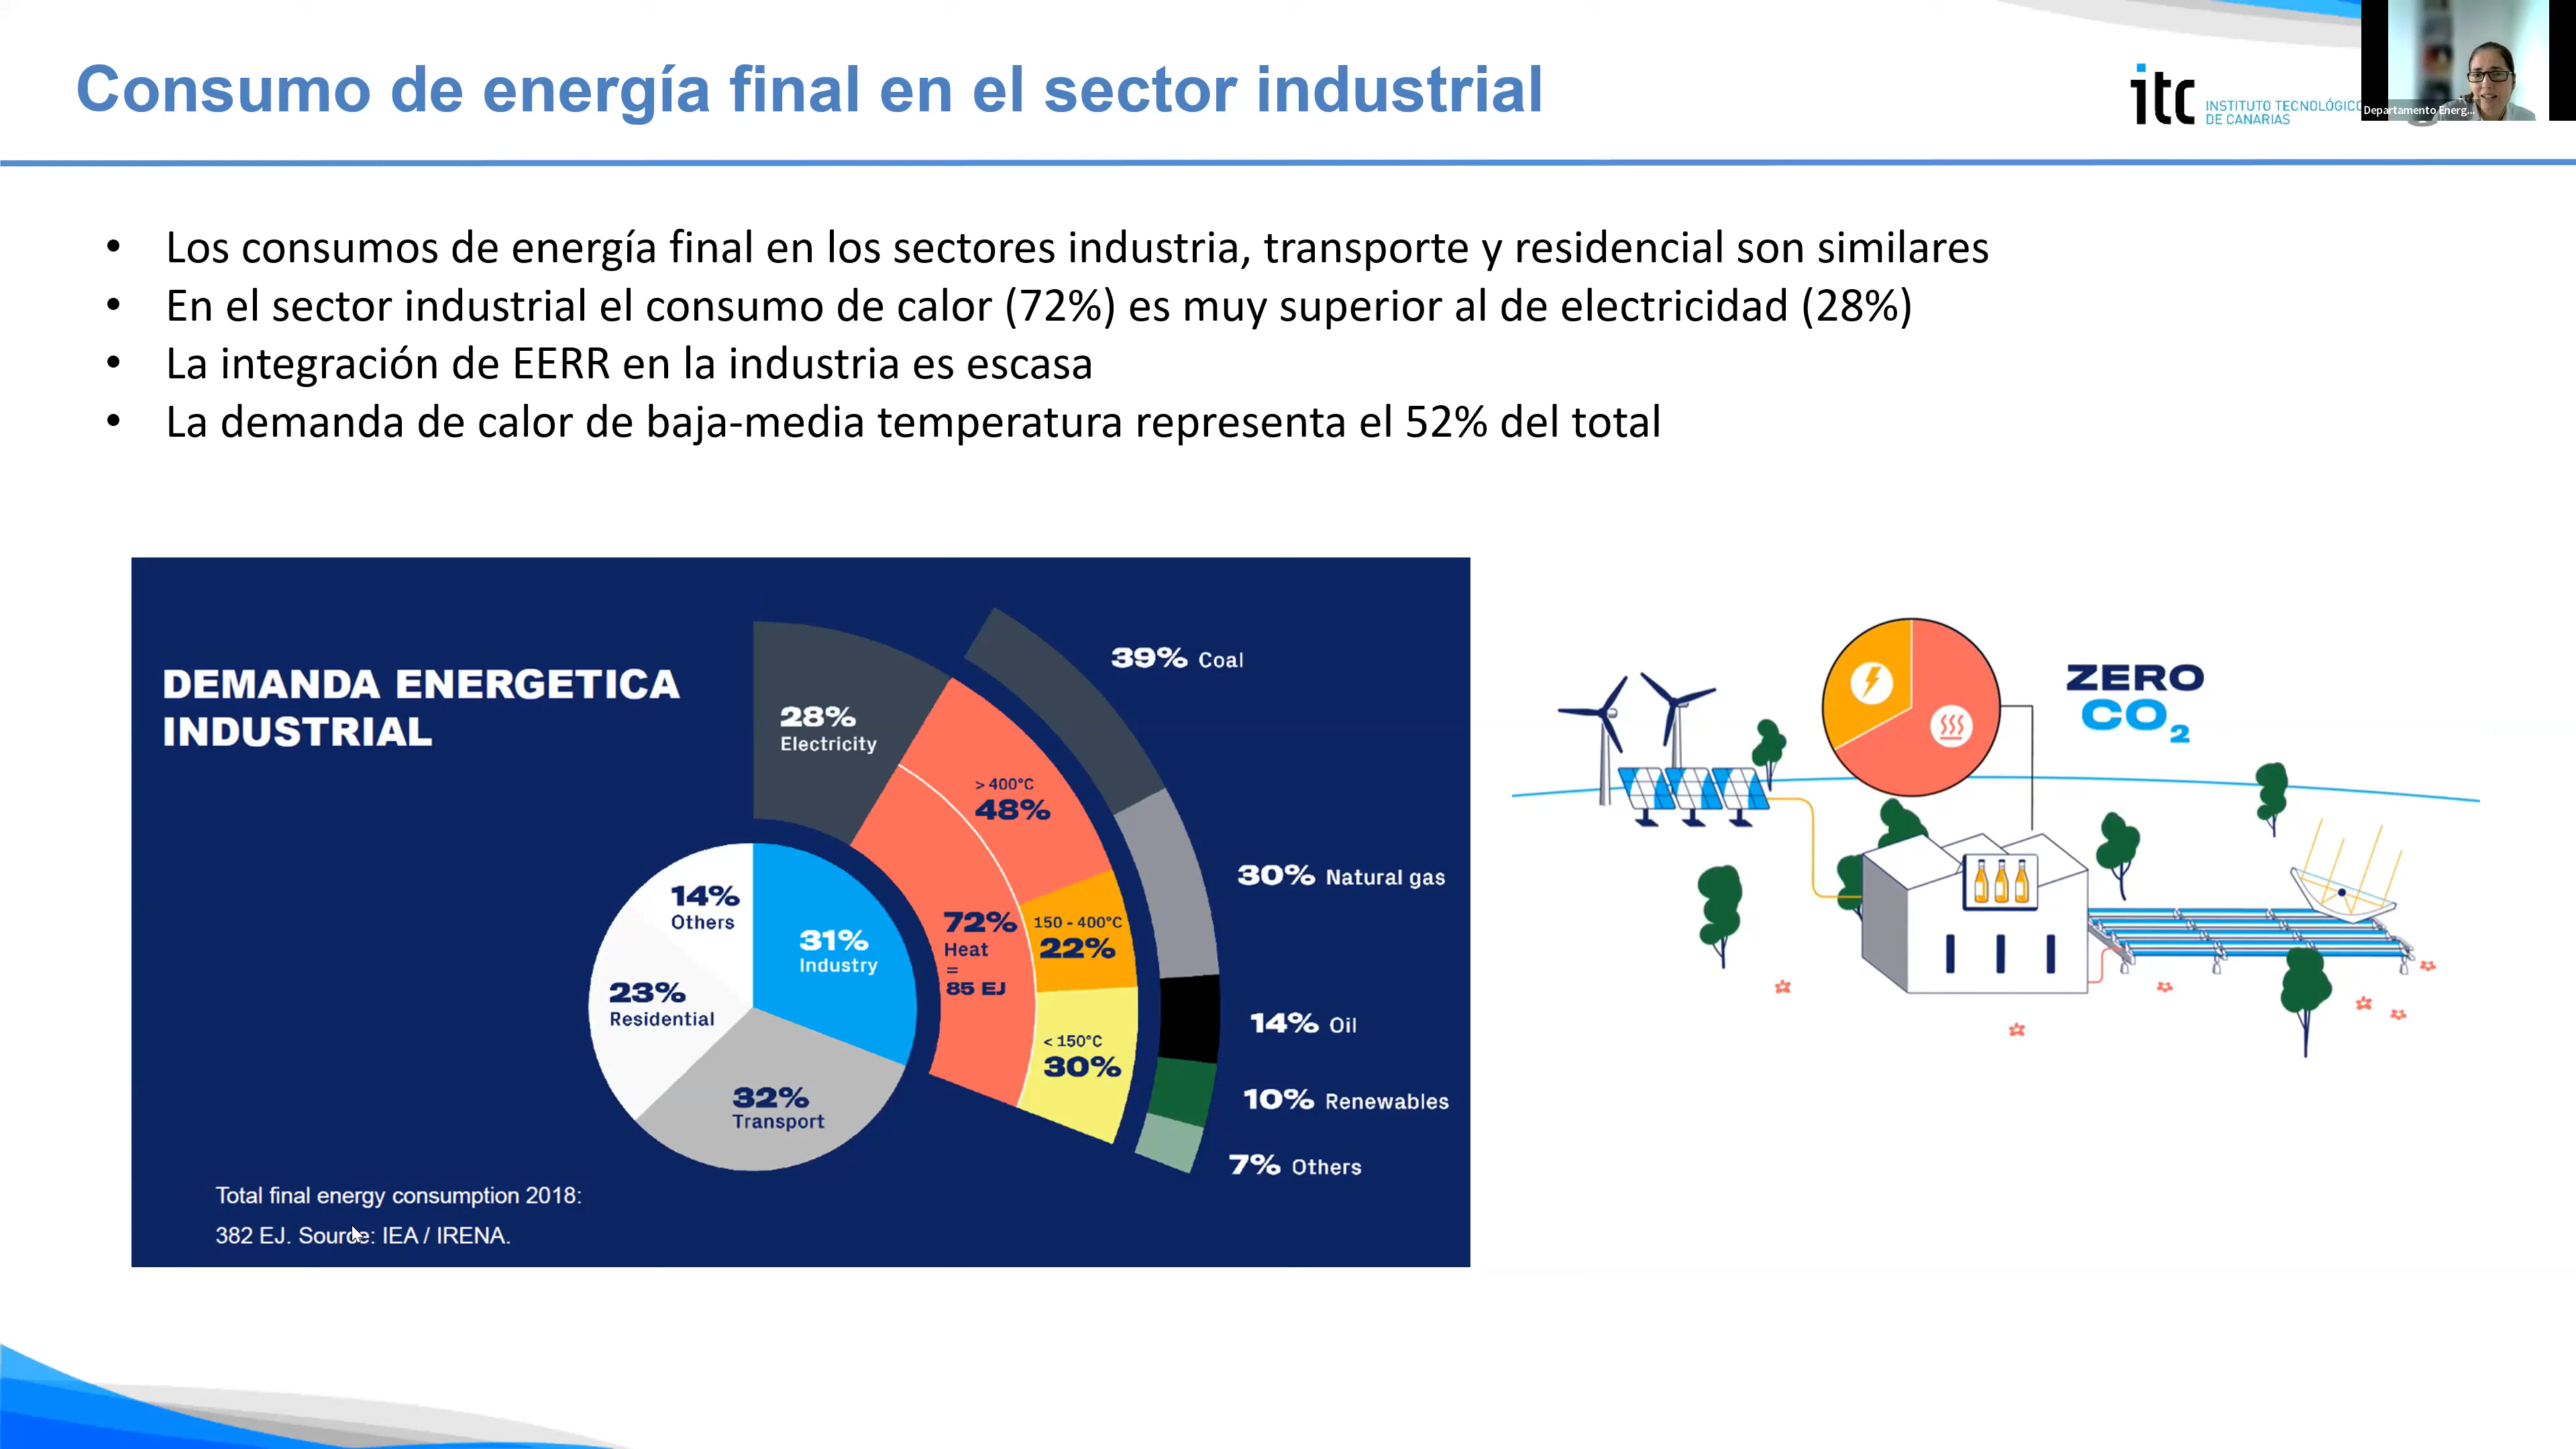 Consumo de energía final en el sector industrial
itc INSTITUTO TECNOLÓGICO
DE CANARIAS
Departamento Energ...
• Los consumos de energía final en los sectores industria, transporte y residencial son similares
• En el sector industrial el consumo de calor (72%) es muy superior al de electricidad (28%)
• La integración de EERR en la industria es escasa
• La demanda de calor de baja-media temperatura representa el 52% del total
DEMANDA ENERGETICA
INDUSTRIAL
28%
Electricity
> 400°C
48%
72%
Heat
=
85 EJ
150 - 400°C
22%
< 150°C
30%
14%
Others
31%
Industry
23%
Residential
32%
Transport
39% Coal
30% Natural gas
14% Oil
10% Renewables
7% Others
Total final energy consumption 2018:
382 EJ. Source: IEA / IRENA.
ZERO
CO2